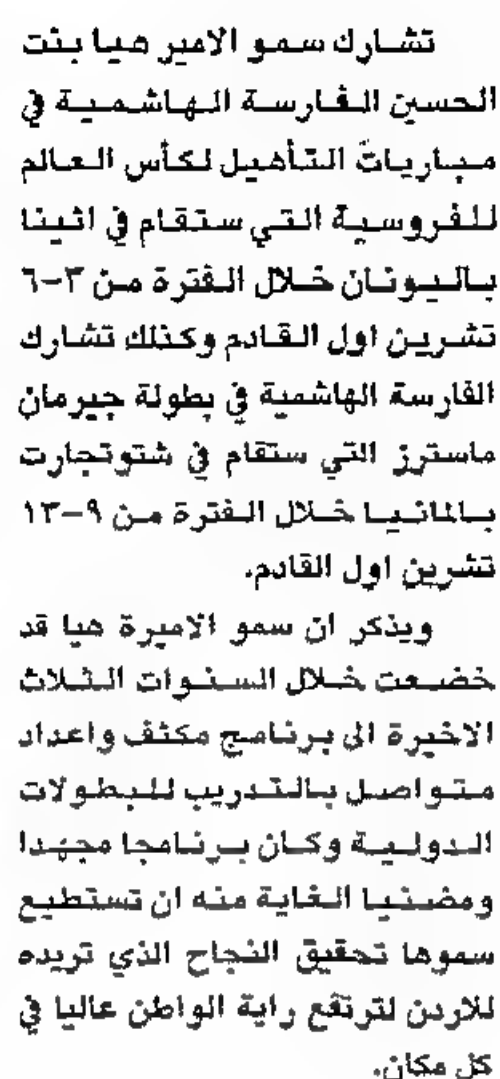 تشارك سمو الامير هيا بنت
الحسين الفارسة الهاشمية في
مباريات التأهيل لكأس العالم
للفروسية التي ستقام في اثينا
باليونان خلال الفترة من ٣-٦
تشرين اول القادم وكذلك تشارك
الفارسة الهاشمية في بطولة جيرمان
ماسترز التي ستقام في شتوتجارت
بالمانيا خلال الفترة من ٩-١٣
تشرين اول القادم.
ويذكر ان سمو الاميرة هيا قد
خضعت خلال السنوات الثلاث
الاخيرة الى برنامج مكثف واعداد
متواصل بالتدريب للبطولات
الدولية وكان برنامجا مجهدا
ومضنيا الغاية منه ان تستطيع
سموها تحقيق النجاح الذي تريده
للاردن لترتفع راية الواطن عاليا في
كل مكان.